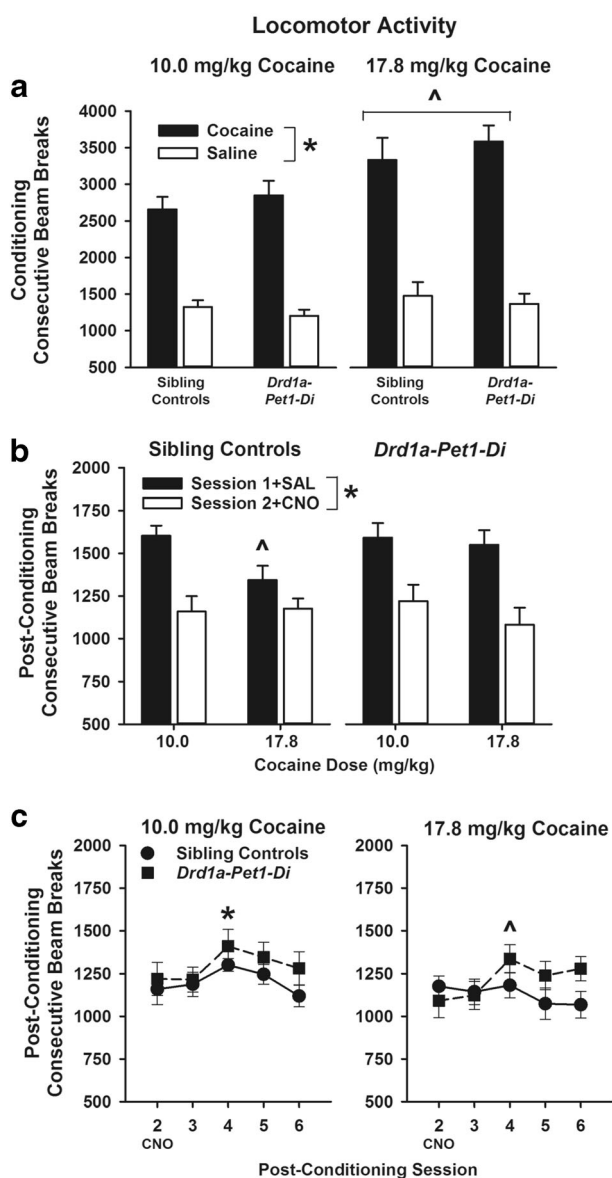 Locomotor Activity
10.0 mg/kg Cocaine 17.8 mg/kg Cocaine
a
Conditioning
Consecutive Beam Breaks
4000
3500
3000
2500
2000
1500
1000
500
Cocaine
Saline
*
^
Sibling
Controls
Drd1a-
Pet1-Di
Sibling
Controls
Drd1a-
Pet1-Di
b
Sibling Controls Drd1a-Pet1-Di
Post-Conditioning
Consecutive Beam Breaks
2000
1750
1500
1250
1000
750
500
Session 1+SAL
Session 2+CNO
*
^
10.0 17.8 10.0 17.8
Cocaine Dose (mg/kg)
c
10.0 mg/kg Cocaine 17.8 mg/kg Cocaine
Post-Conditioning
Consecutive Beam Breaks
2000
1750
1500
1250
1000
750
500
Sibling Controls
Drd1a-Pet1-Di
*
2000
1750
1500
1250
1000
750
500
^
2 3 4 5 6 2 3 4 5 6
CNO CNO
Post-Conditioning Session